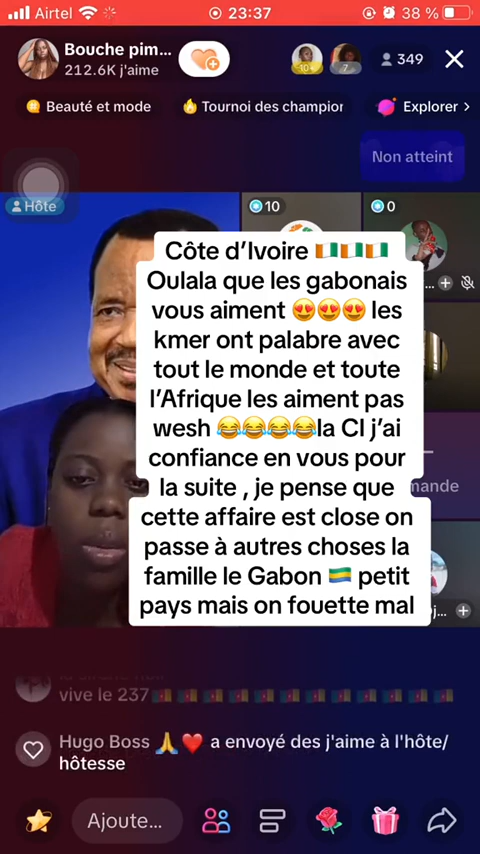 Airtel
23:37
38 %
Bouche pim...
212.6K j'aime
10+
7
349
Beauté et mode
Tournoi des champior
Explorer >
Non atteint
Hôte
10
0
Côte d’Ivoire 🇨🇮🇨🇮🇨🇮
Oulala que les gabonais
vous aiment 😍😍😍 les
kmer ont palabre avec
tout le monde et toute
l’Afrique les aiment pas
wesh 😂😂😂😂la CI j’ai
confiance en vous pour
la suite , je pense que
cette affaire est close on
passe à autres choses la
famille le Gabon 🇬🇦 petit
pays mais on fouette mal
vive le 237🇨🇲🇨🇲🇨🇲🇨🇲🇨🇲🇨🇲🇨🇲🇨🇲🇨🇲🇨🇲🇨🇲🇨🇲
Hugo Boss 🙏❤️ a envoyé des j'aime à l'hôte/
hôtesse
Ajoute...